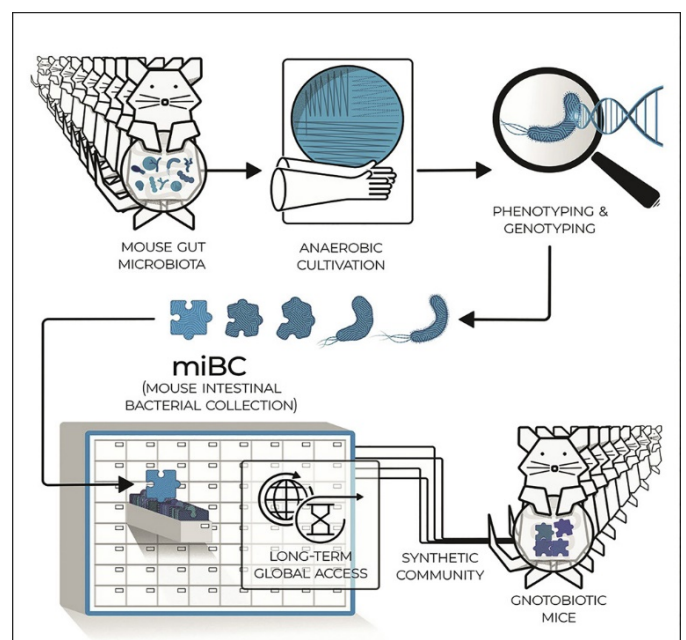 MOUSE GUT
MICROBIOTA
ANAEROBIC
CULTIVATION
PHENOTYPING &
GENOTYPING
miBC
(MOUSE INTESTINAL
BACTERIAL COLLECTION)
LONG-TERM
GLOBAL ACCESS
SYNTHETIC
COMMUNITY
GNOTOBIOTIC
MICE